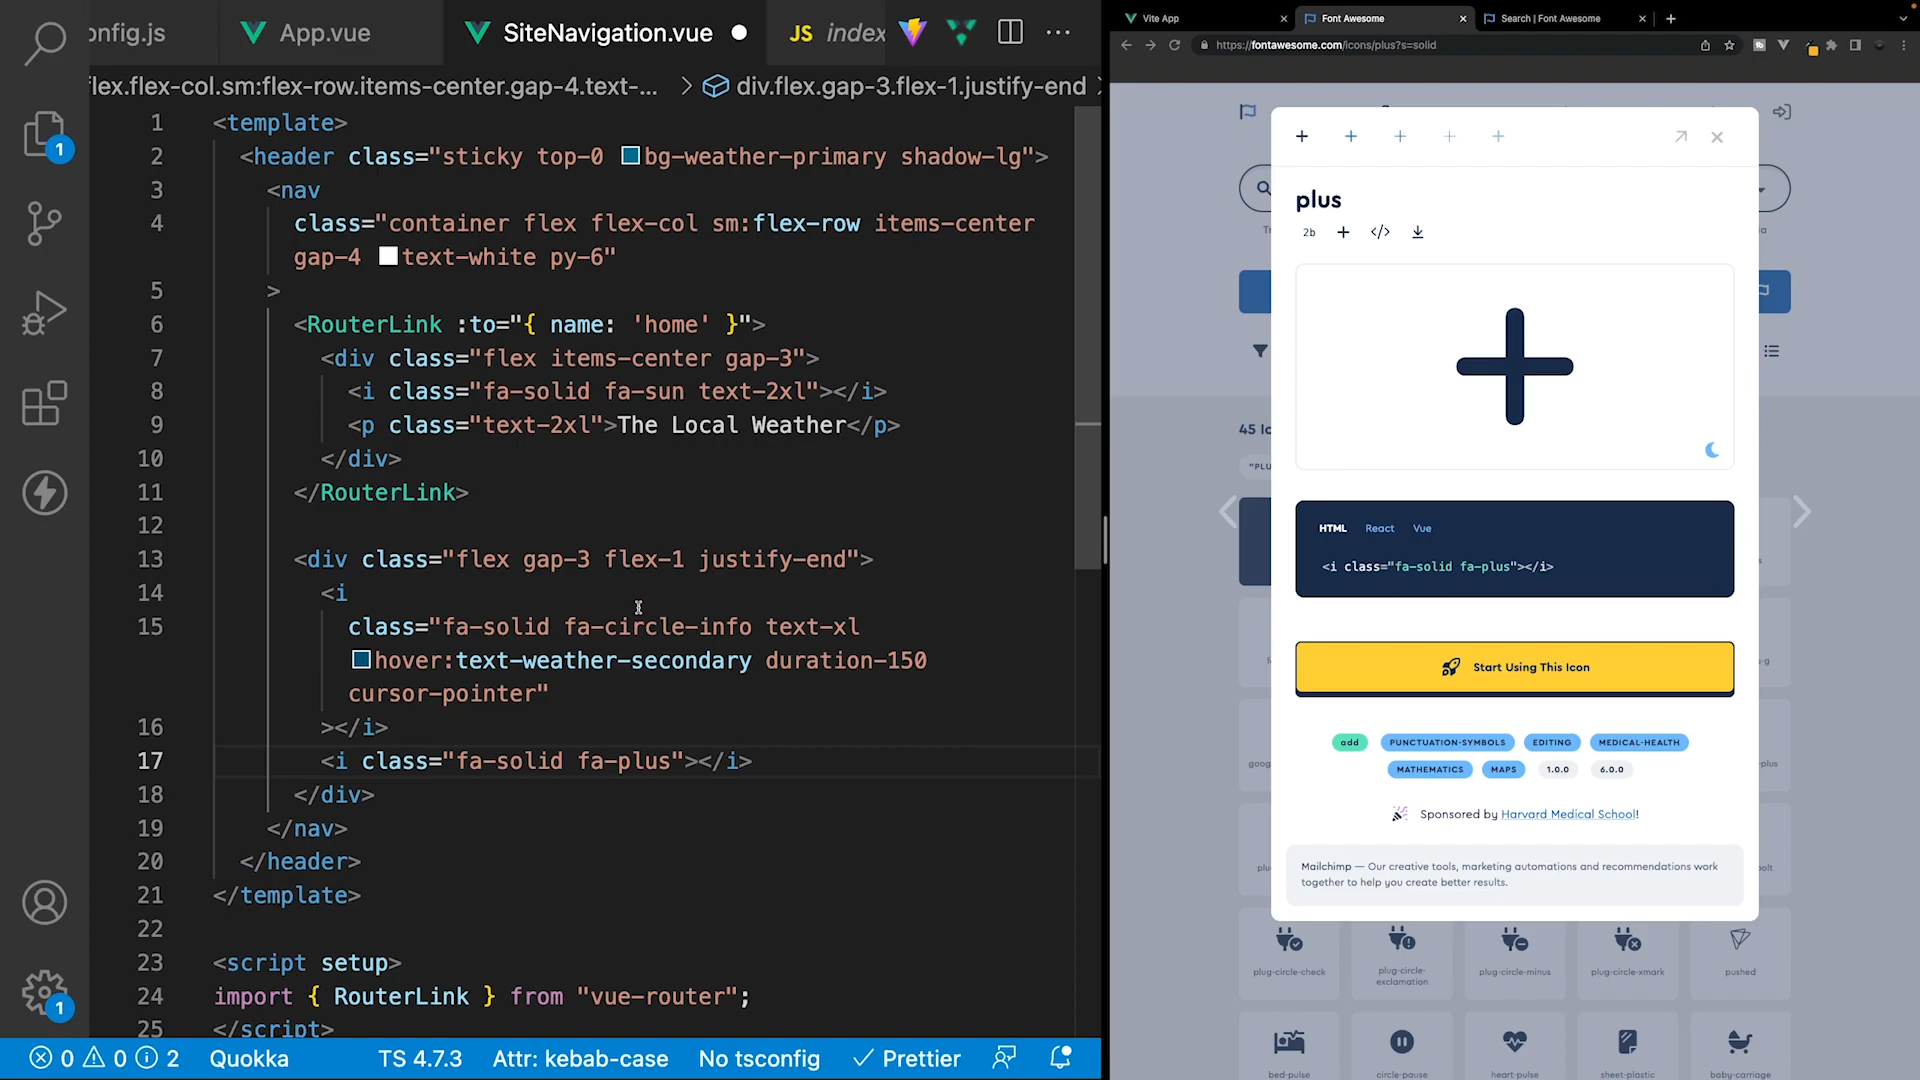 onfig.js
App.vue
SiteNavigation.vue
JS index
lex.flex-col.sm:flex-row.items-center.gap-4.text-... > div.flex.gap-3.flex-1.justify-end >
1 <template>
2 <header class="sticky top-0 bg-weather-primary shadow-lg">
3 <nav
4 class="container flex flex-col sm:flex-row items-center
gap-4 text-white py-6"
5 >
6 <RouterLink :to="{ name: 'home' }">
7 <div class="flex items-center gap-3">
8 <i class="fa-solid fa-sun text-2xl"></i>
9 <p class="text-2xl">The Local Weather</p>
10 </div>
11 </RouterLink>
12
13 <div class="flex gap-3 flex-1 justify-end">
14 <i
15 class="fa-solid fa-circle-info text-xl
hover:text-weather-secondary duration-150
cursor-pointer"
16 ></i>
17 <i class="fa-solid fa-plus"></i>
18 </div>
19 </nav>
20 </header>
21 </template>
22
23 <script setup>
24 import { RouterLink } from "vue-router";
25 </script>
1
1
0 0 2 Quokka TS 4.7.3 Attr: kebab-case No tsconfig Prettier
Vite App
Font Awesome
Search | Font Awesome
https://fontawesome.com/icons/plus?s=solid
plus
2b
45 Ic
"PLU
HTML React Vue
<i class="fa-solid fa-plus"></i>
Start Using This Icon
add PUNCTUATION-SYMBOLS EDITING MEDICAL-HEALTH
MATHEMATICS MAPS 1.0.0 6.0.0
Sponsored by Harvard Medical School!
Mailchimp — Our creative tools, marketing automations and recommendations work
together to help you create better results.
plug-circle-check
plug-circle-exclamation
plug-circle-minus
plug-circle-xmark
pushed
bed-pulse
circle-pause
heart-pulse
sheet-plastic
baby-carriage